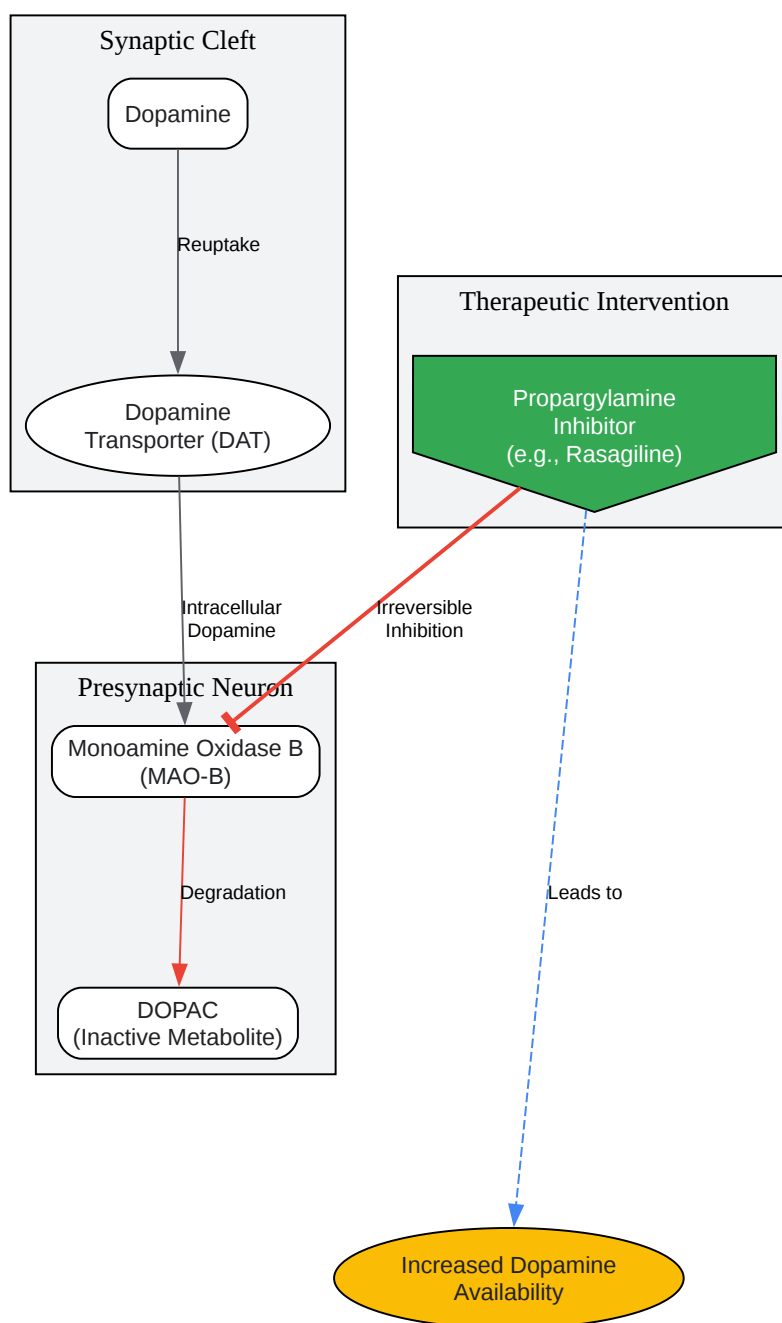 Synaptic Cleft
Dopamine
Reuptake
Dopamine
Transporter (DAT)
Therapeutic Intervention
Propargylamine
Inhibitor
(e.g., Rasagiline)
Intracellular
Dopamine
Irreversible
Inhibition
Presynaptic Neuron
Monoamine Oxidase B
(MAO-B)
Degradation
Leads to
DOPAC
(Inactive Metabolite)
Increased Dopamine
Availability